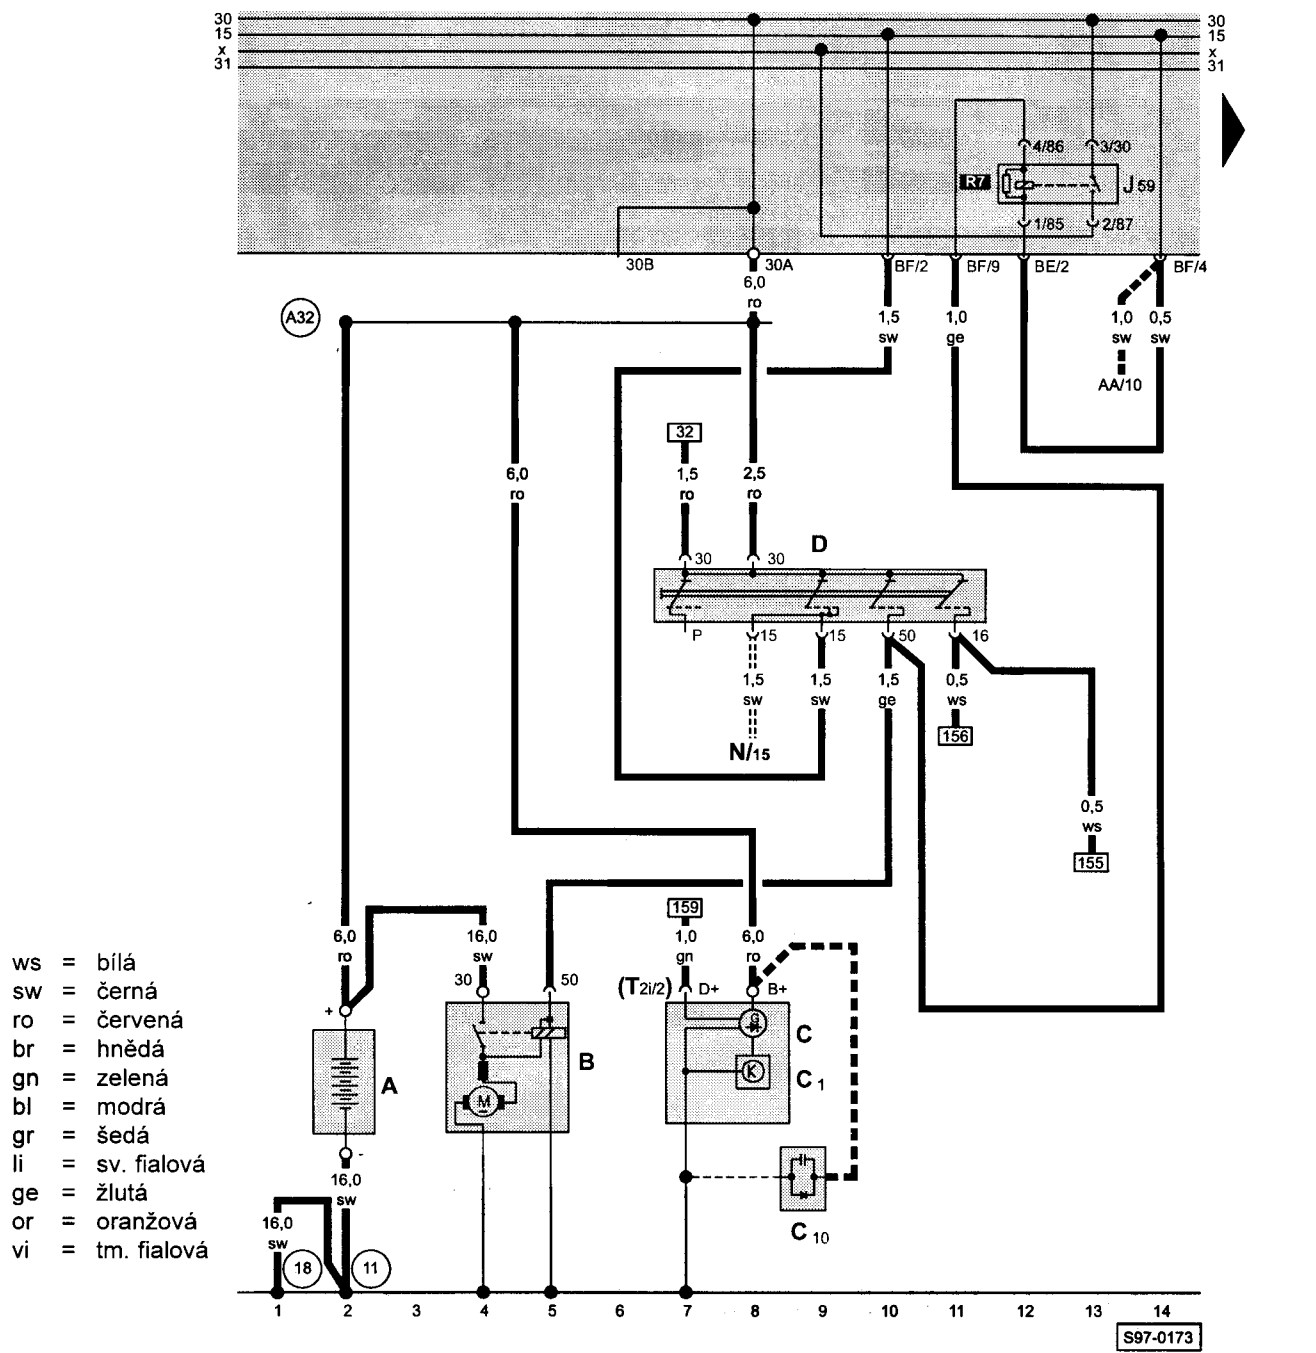 30 30
15 15
x x
31 31
4/86 3/30
R7 J 59
1/85 2/87
30B 30A BF/2 BF/9 BE/2 BF/4
6,0
ro
A32
1,5 1,0 1,0 0,5
sw ge sw sw
AA/10
32
6,0 1,5 2,5
ro ro ro
D
30 30
P 15 15 50 16
1,5 1,5 1,5 0,5
sw sw ge ws
156
N/15
0,5
ws
155
159
6,0 16,0 1,0 6,0
ro sw gn ro
30 50 (T2i/2) D+ B+
+
G
C
B
K
C 1
A
M
-
16,0
sw
16,0
sw
C 10
18 11
1 2 3 4 5 6 7 8 9 10 11 12 13 14
S97-0173
ws = bílá
sw = černá
ro = červená
br = hnědá
gn = zelená
bl = modrá
gr = šedá
li = sv. fialová
ge = žlutá
or = oranžová
vi = tm. fialová